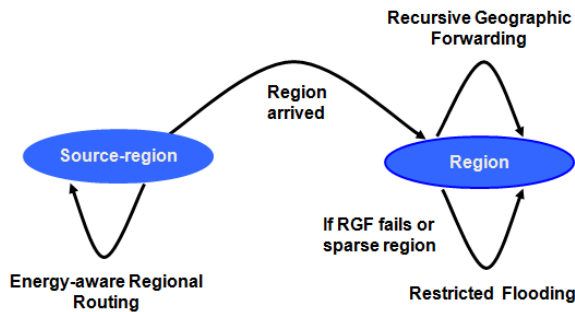 Recursive Geographic
Forwarding
Region
arrived
Source-region
Region
If RGF fails or
sparse region
Energy-aware Regional
Routing
Restricted Flooding